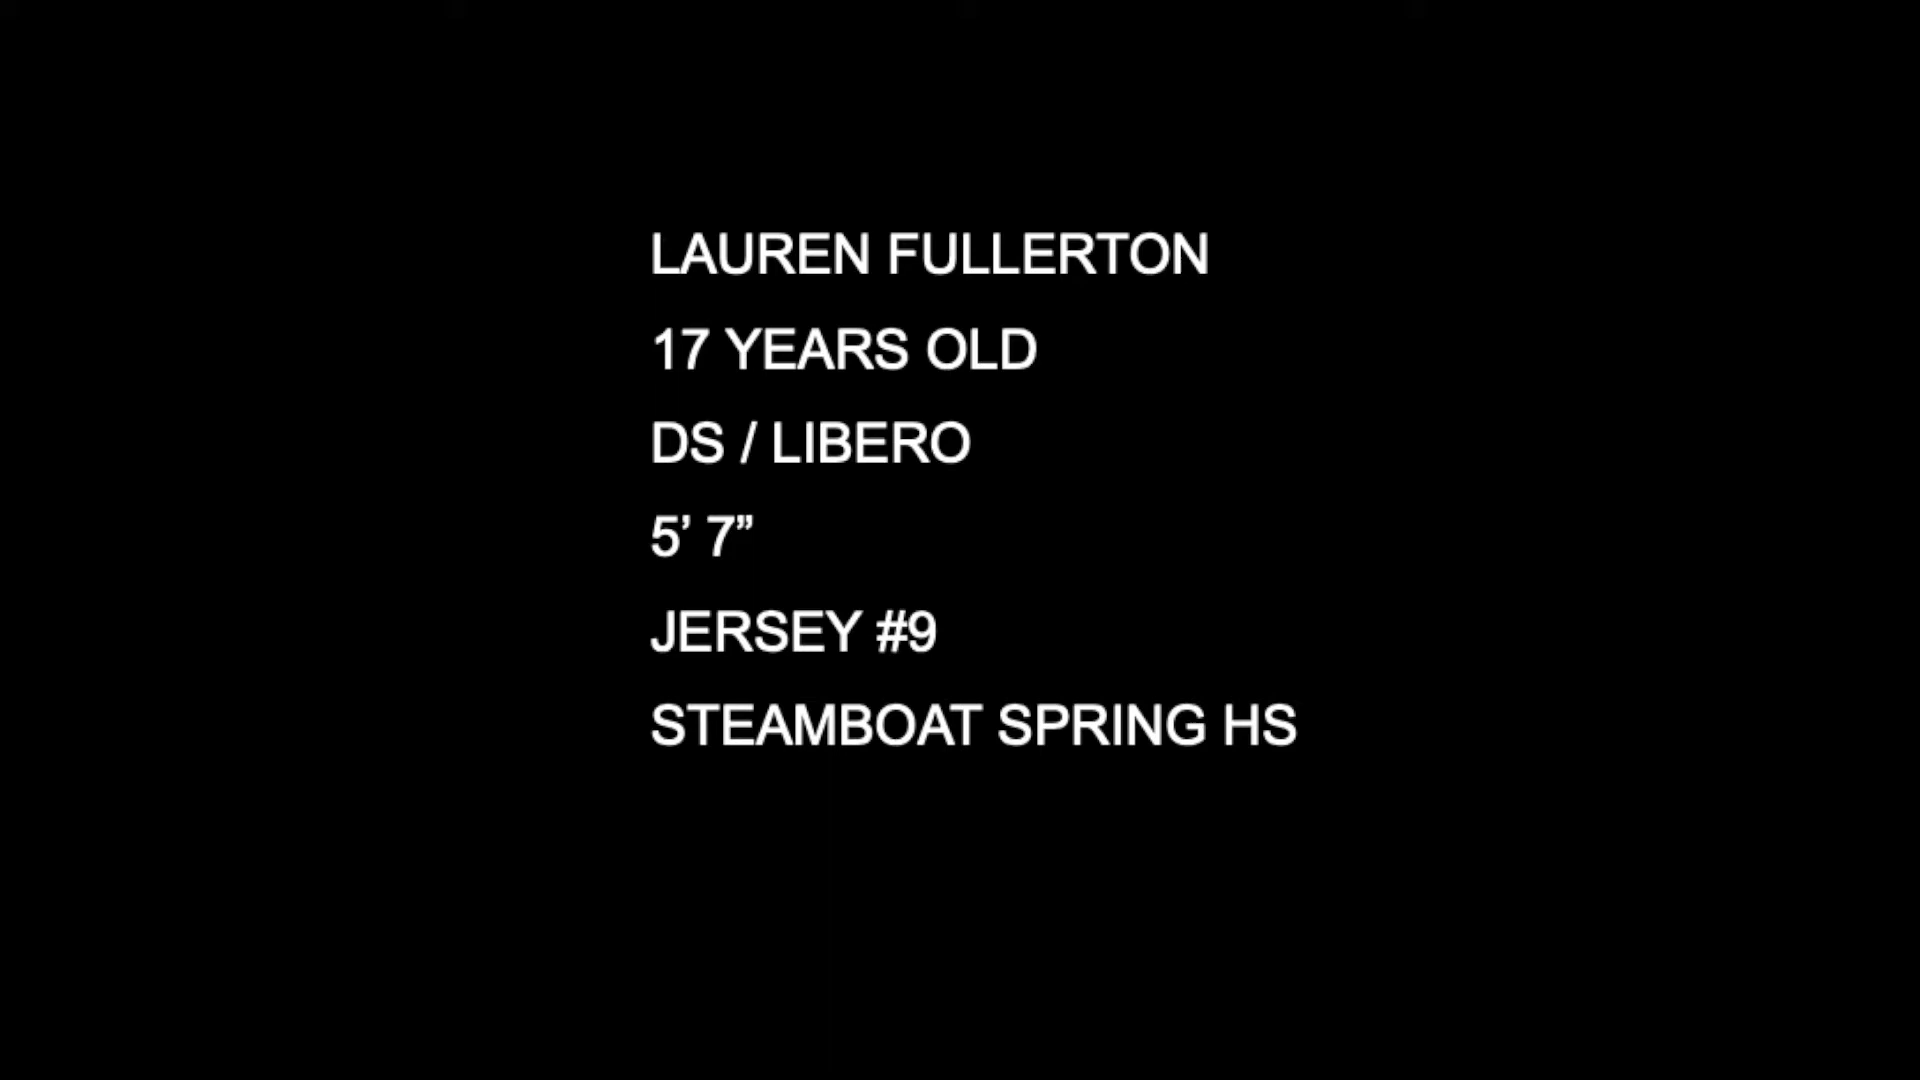 LAUREN FULLERTON
17 YEARS OLD
DS / LIBERO
5’ 7”
JERSEY #9
STEAMBOAT SPRING HS